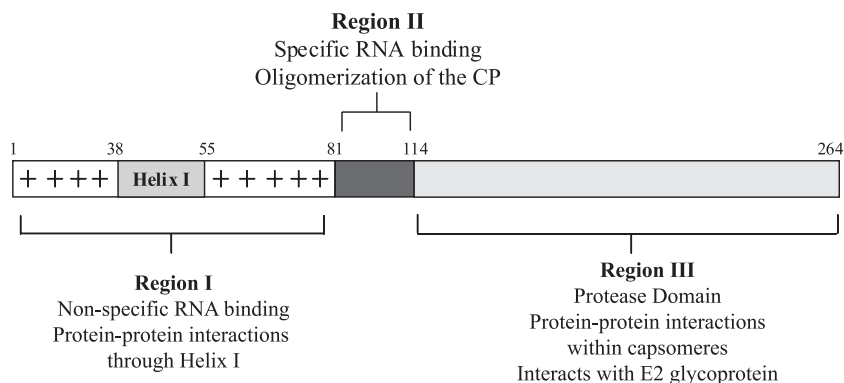 Region II
Specific RNA binding
Oligomerization of the CP
1 38 55 81 114 264
+ + + + Helix I + + + + +
Region I
Non-specific RNA binding
Protein-protein interactions
through Helix I
Region III
Protease Domain
Protein-protein interactions
within capsomeres
Interacts with E2 glycoprotein